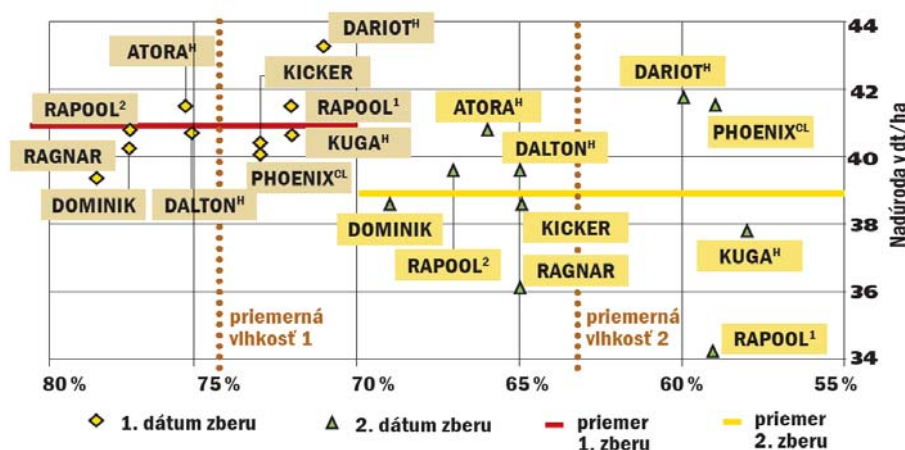 44
42
40
38
36
34
Nadúroda v dt/ha
DARIOTᴴ
ATORAᴴ
KICKER
RAPOOL²
RAPOOL¹
RAGNAR
KUGAᴴ
DOMINIK
DALTONᴴ
PHOENIXᶜᴸ
ATORAᴴ
DARIOTᴴ
PHOENIXᶜᴸ
DALTONᴴ
DOMINIK
KICKER
RAPOOL²
RAGNAR
KUGAᴴ
RAPOOL¹
priemerná
vlhkosť 1
priemerná
vlhkosť 2
80 %
75 %
70 %
65 %
60 %
55 %
1. dátum zberu
2. dátum zberu
priemer
1. zberu
priemer
2. zberu